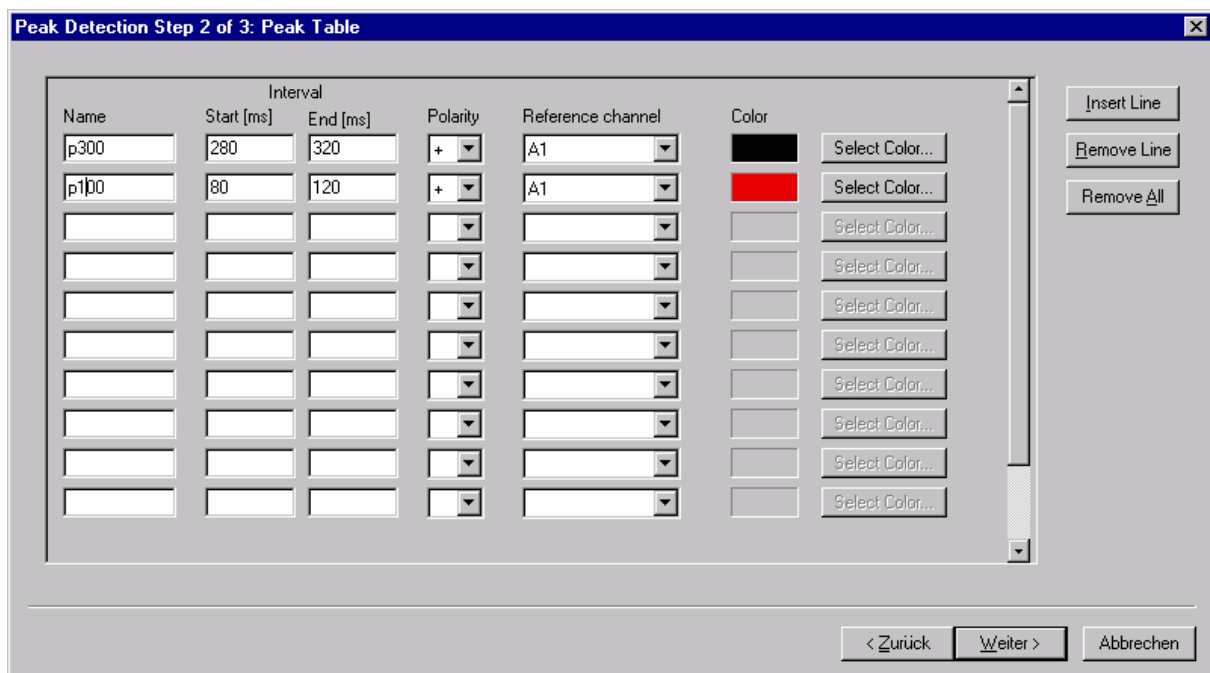 Peak Detection Step 2 of 3: Peak Table
Interval
Name Start [ms] End [ms] Polarity Reference channel Color
p300 280 320 + A1 Select Color...
p100 80 120 + A1 Select Color...
Select Color...
Select Color...
Select Color...
Select Color...
Select Color...
Select Color...
Select Color...
Select Color...
Insert Line
Remove Line
Remove All
< Zurück Weiter > Abbrechen